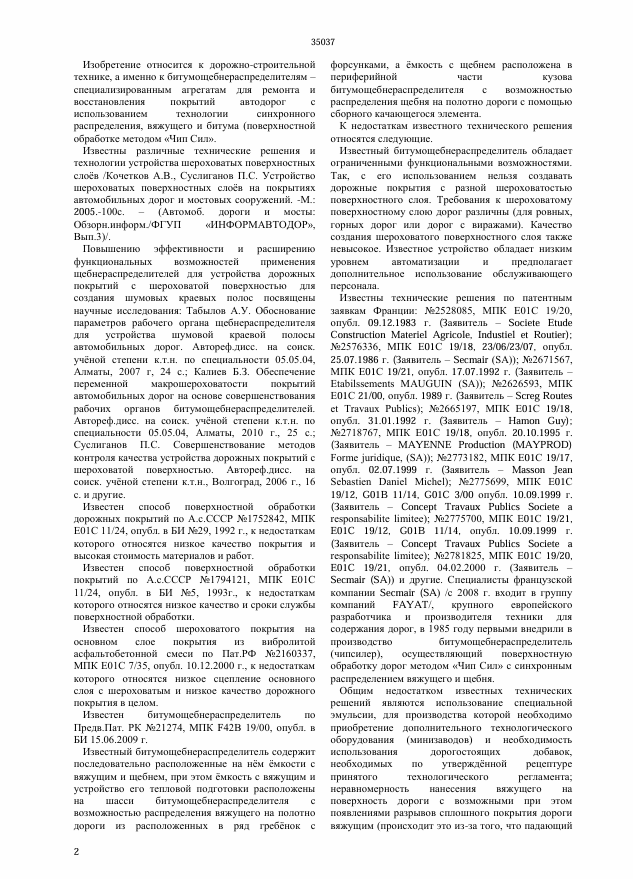 35037
Изобретение относится к дорожно-строительной
технике, а именно к битумощебнераспределителям –
специализированным агрегатам для ремонта и
восстановления покрытий автодорог с
использованием технологии синхронного
распределения, вяжущего и битума (поверхностной
обработке методом «Чип Сил».
Известны различные технические решения и
технологии устройства шероховатых поверхностных
слоёв /Кочетков А.В., Суслиганов П.С. Устройство
шероховатых поверхностных слоёв на покрытиях
автомобильных дорог и мостовых сооружений. -М.:
2005.-100с. – (Автомоб. дороги и мосты:
Обзорн.информ./ФГУП «ИНФОРМАВТОДОР»,
Вып.3)/.
Повышению эффективности и расширению
функциональных возможностей применения
щебнераспределителей для устройства дорожных
покрытий с шероховатой поверхностью для
создания шумовых краевых полос посвящены
научные исследования: Табылов А.У. Обоснование
параметров рабочего органа щебнераспределителя
для устройства шумовой краевой полосы
автомобильных дорог. Автореф.дисс. на соиск.
учёной степени к.т.н. по специальности 05.05.04,
Алматы, 2007 г, 24 с.; Калиев Б.З. Обеспечение
переменной макрошероховатости покрытий
автомобильных дорог на основе совершенствования
рабочих органов битумощебнераспределителей.
Автореф.дисс. на соиск. учёной степени к.т.н. по
специальности 05.05.04, Алматы, 2010 г., 25 с.;
Суслиганов П.С. Совершенствование методов
контроля качества устройства дорожных покрытий с
шероховатой поверхностью. Автореф.дисс. на
соиск. учёной степени к.т.н., Волгоград, 2006 г., 16
с. и другие.
Известен способ поверхностной обработки
дорожных покрытий по А.с.СССР №1752842, МПК
Е01С 11/24, опубл. в БИ №29, 1992 г., к недостаткам
которого относятся низкое качество покрытия и
высокая стоимость материалов и работ.
Известен способ поверхностной обработки
покрытий по А.с.СССР №1794121, МПК Е01С
11/24, опубл. в БИ №5, 1993г., к недостаткам
которого относятся низкое качество и сроки службы
поверхностной обработки.
Известен способ шероховатого покрытия на
основном слое покрытия из вибролитой
асфальтобетонной смеси по Пат.РФ №2160337,
МПК Е01С 7/35, опубл. 10.12.2000 г., к недостаткам
которого относится низкое сцепление основного
слоя с шероховатым и низкое качество дорожного
покрытия в целом.
Известен битумощебнераспределитель по
Предв.Пат. РК №21274, МПК F42В 19/00, опубл. в
БИ 15.06.2009 г.
Известный битумощебнераспределитель содержит
последовательно расположенные на нём ёмкости с
вяжущим и щебнем, при этом ёмкость с вяжущим и
устройство его тепловой подготовки расположены
на шасси битумощебнераспределителя с
возможностью распределения вяжущего на полотно
дороги из расположенных в ряд гребёнок с
форсунками, а ёмкость с щебнем расположена в
периферийной части кузова
битумощебнераспределителя с возможностью
распределения щебня на полотно дороги с помощью
сборного качающегося элемента.
К недостаткам известного технического решения
относятся следующие.
Известный битумощебнераспределитель обладает
ограниченными функциональными возможностями.
Так, с его использованием нельзя создавать
дорожные покрытия с разной шероховатостью
поверхностного слоя. Требования к шероховатому
поверхностному слою дорог различны (для ровных,
горных дорог или дорог с виражами). Качество
создания шероховатого поверхностного слоя также
невысокое. Известное устройство обладает низким
уровнем автоматизации и предполагает
дополнительное использование обслуживающего
персонала.
Известны технические решения по патентным
заявкам Франции: №2528085, МПК Е01С 19/20,
опубл. 09.12.1983 г. (Заявитель – Societe Etude
Construction Materiel Agricole, Industiel et Routier);
№2576336, МПК Е01С 19/18, 23/06/23/07, опубл.
25.07.1986 г. (Заявитель – Secmair (SA)); №2671567,
МПК Е01С 19/21, опубл. 17.07.1992 г. (Заявитель –
Etabilssements MAUGUIN (SA)); №2626593, МПК
Е01С 21/00, опубл. 1989 г. (Заявитель – Screg Routes
et Travaux Publics); №2665197, МПК Е01С 19/18,
опубл. 31.01.1992 г. (Заявитель – Hamon Guy);
№2718767, МПК Е01С 19/18, опубл. 20.10.1995 г.
(Заявитель – MAYENNE Production (MAYPROD)
Forme juridique, (SA)); №2773182, МПК Е01С 19/17,
опубл. 02.07.1999 г. (Заявитель – Masson Jean
Sebastien Daniel Michel); №2775699, МПК Е01С
19/12, G01B 11/14, G01C 3/00 опубл. 10.09.1999 г.
(Заявитель – Concept Travaux Publics Societe a
responsabilite limitee); №2775700, МПК Е01С 19/21,
Е01С 19/12, G01B 11/14, опубл. 10.09.1999 г.
(Заявитель – Concept Travaux Publics Societe a
responsabilite limitee); №2781825, МПК Е01С 19/20,
Е01С 19/21, опубл. 04.02.2000 г. (Заявитель –
Secmair (SA)) и другие. Специалисты французской
компании Secmair (SA) /с 2008 г. входит в группу
компаний FAYAT/, крупного европейского
разработчика и производителя техники для
содержания дорог, в 1985 году первыми внедрили в
производство битумощебнераспределитель
(чипсилер), осуществляющий поверхностную
обработку дорог методом «Чип Сил» с синхронным
распределением вяжущего и щебня.
Общим недостатком известных технических
решений являются использование специальной
эмульсии, для производства которой необходимо
приобретение дополнительного технологического
оборудования (минизаводов) и необходимость
использования дорогостоящих добавок,
необходимых по утверждённой рецептуре
принятого технологического регламента;
неравномерность нанесения вяжущего на
поверхность дороги с возможными при этом
появлениями разрывов сплошного покрытия дороги
вяжущим (происходит это из-за того, что падающий
2